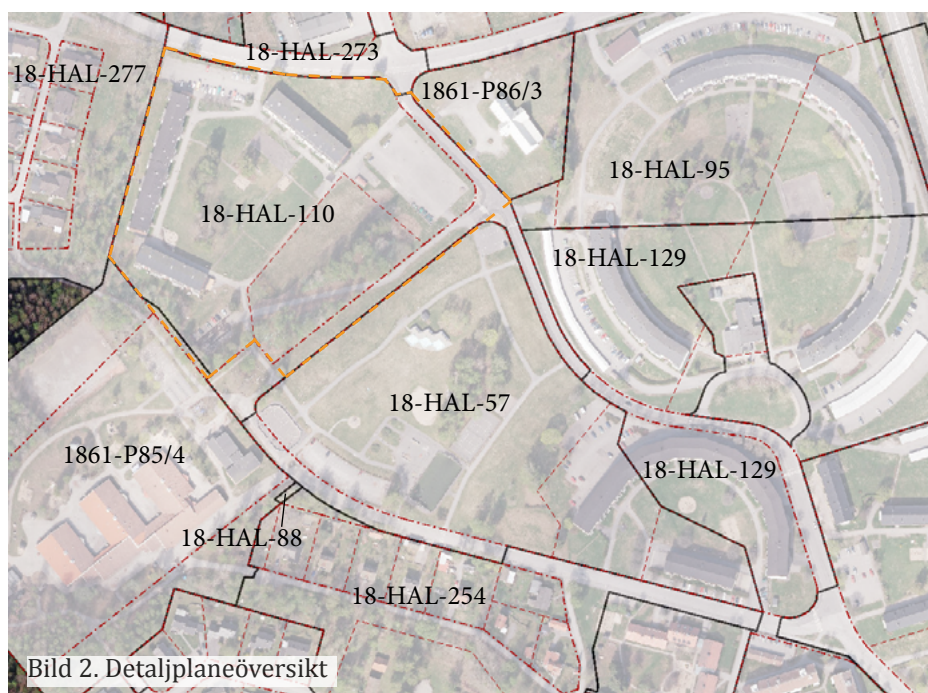 18-HAL-273
18-HAL-277
1861-P86/3
18-HAL-95
18-HAL-110
18-HAL-129
18-HAL-57
1861-P85/4
18-HAL-129
18-HAL-88
18-HAL-254
Bild 2. Detaljplaneöversikt